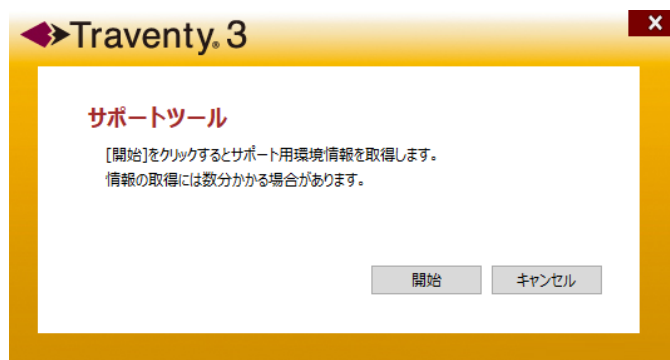 Traventy® 3
サポートツール
[開始]をクリックするとサポート用環境情報を取得します。
情報の取得には数分かかる場合があります。
開始
キャンセル